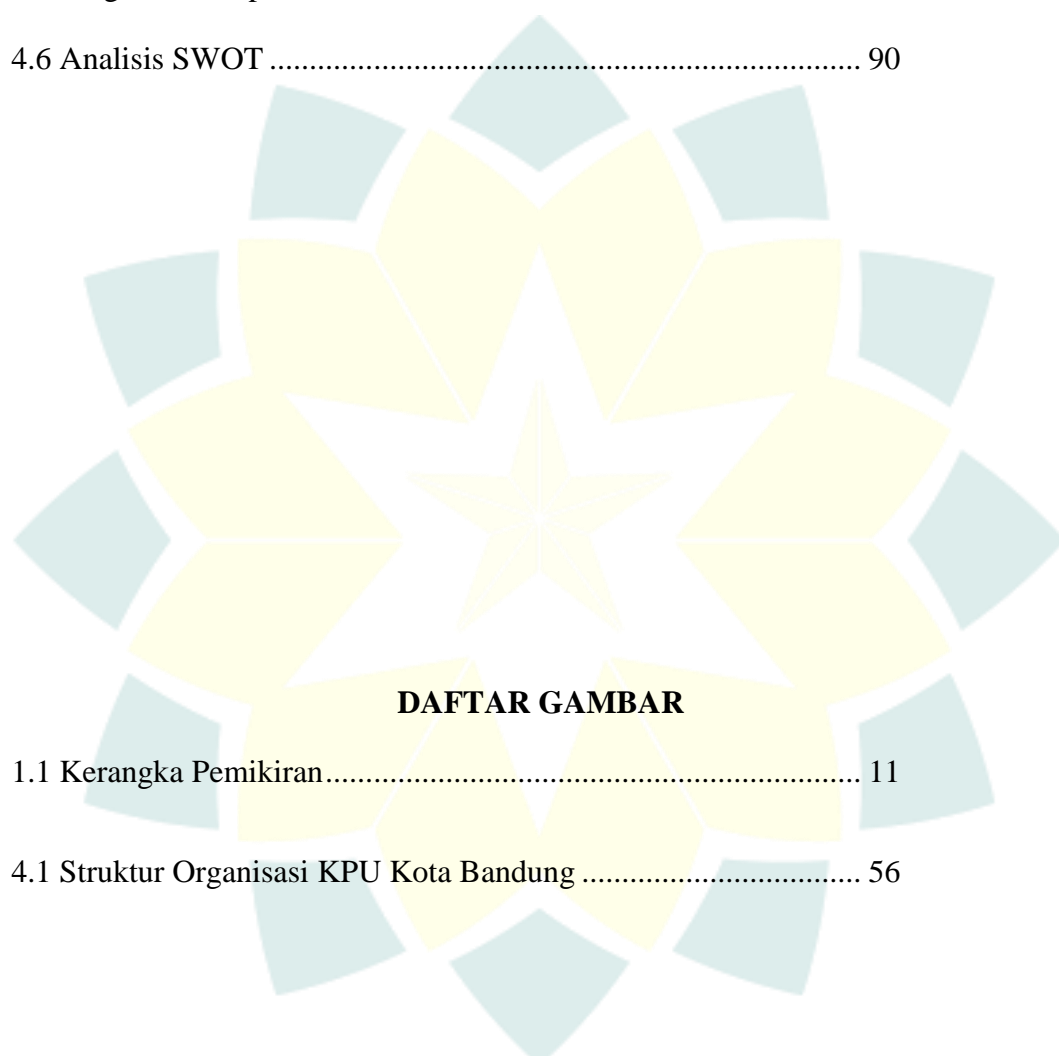 4.6 Analisis SWOT .......................................................................... 90
DAFTAR GAMBAR
1.1 Kerangka Pemikiran................................................................... 11
4.1 Struktur Organisasi KPU Kota Bandung ................................... 56